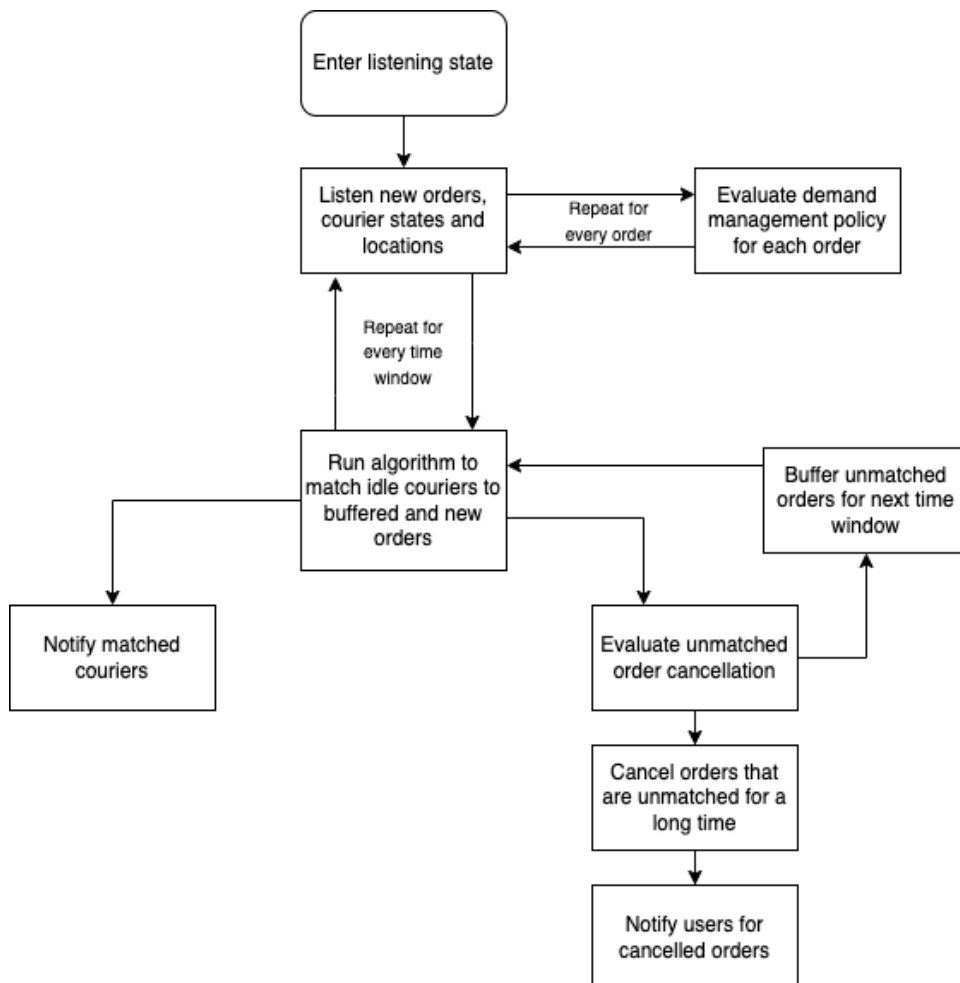 Enter listening state
Listen new orders,
courier states and
locations
Repeat for
every order
Evaluate demand
management policy
for each order
Repeat for
every time
window
Run algorithm to
match idle couriers to
buffered and new
orders
Buffer unmatched
orders for next time
window
Notify matched
couriers
Evaluate unmatched
order cancellation
Cancel orders that
are unmatched for a
long time
Notify users for
cancelled orders